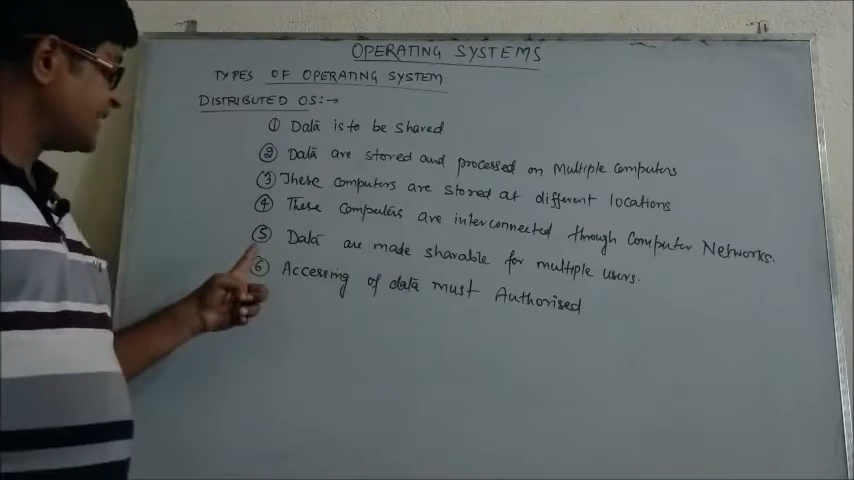 OPERATING SYSTEMS
TYPES OF OPERATING SYSTEM
DISTRIBUTED OS:→
① Data is to be shared
② Data are stored and processed on Multiple Computers
③ These computers are stored at different locations
④ These computers are interconnected through Computer Networks.
⑤ Data are made sharable for multiple users.
⑥ Accessing of data must Authorised